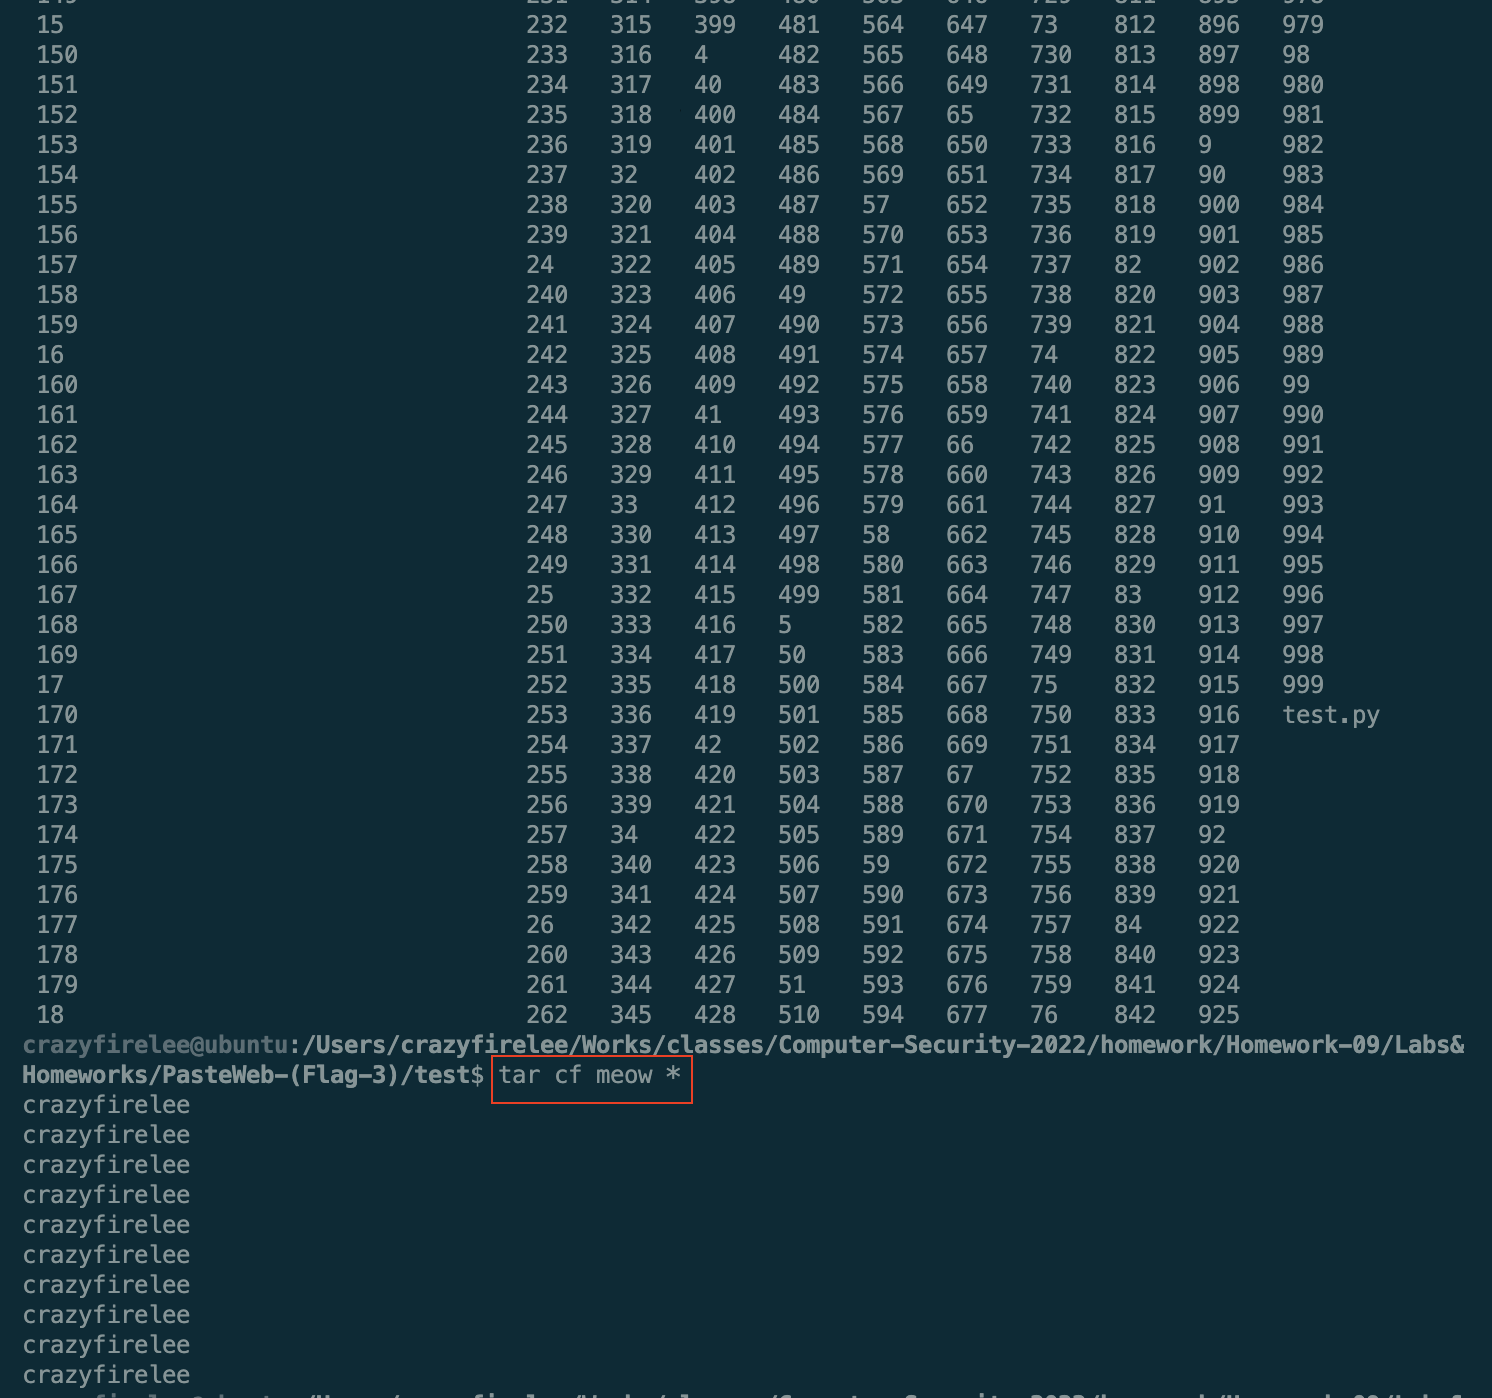 15 232 315 399 481 564 647 73 812 896 979
150 233 316 4 482 565 648 730 813 897 98
151 234 317 40 483 566 649 731 814 898 980
152 235 318 400 484 567 65 732 815 899 981
153 236 319 401 485 568 650 733 816 9 982
154 237 32 402 486 569 651 734 817 90 983
155 238 320 403 487 57 652 735 818 900 984
156 239 321 404 488 570 653 736 819 901 985
157 24 322 405 489 571 654 737 82 902 986
158 240 323 406 49 572 655 738 820 903 987
159 241 324 407 490 573 656 739 821 904 988
16 242 325 408 491 574 657 74 822 905 989
160 243 326 409 492 575 658 740 823 906 99
161 244 327 41 493 576 659 741 824 907 990
162 245 328 410 494 577 66 742 825 908 991
163 246 329 411 495 578 660 743 826 909 992
164 247 33 412 496 579 661 744 827 91 993
165 248 330 413 497 58 662 745 828 910 994
166 249 331 414 498 580 663 746 829 911 995
167 25 332 415 499 581 664 747 83 912 996
168 250 333 416 5 582 665 748 830 913 997
169 251 334 417 50 583 666 749 831 914 998
17 252 335 418 500 584 667 75 832 915 999
170 253 336 419 501 585 668 750 833 916 test.py
171 254 337 42 502 586 669 751 834 917
172 255 338 420 503 587 67 752 835 918
173 256 339 421 504 588 670 753 836 919
174 257 34 422 505 589 671 754 837 92
175 258 340 423 506 59 672 755 838 920
176 259 341 424 507 590 673 756 839 921
177 26 342 425 508 591 674 757 84 922
178 260 343 426 509 592 675 758 840 923
179 261 344 427 51 593 676 759 841 924
18 262 345 428 510 594 677 76 842 925
crazyfirelee@ubuntu:/Users/crazyfirelee/Works/classes/Computer-Security-2022/homework/Homework-09/Labs&
Homeworks/PasteWeb-(Flag-3)/test$ tar cf meow *
crazyfirelee
crazyfirelee
crazyfirelee
crazyfirelee
crazyfirelee
crazyfirelee
crazyfirelee
crazyfirelee
crazyfirelee
crazyfirelee